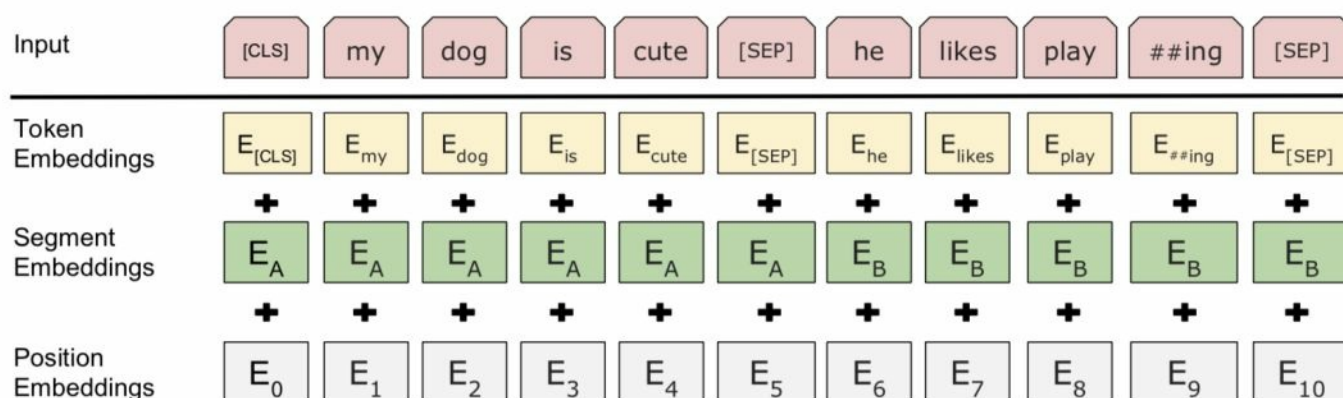 Input [CLS] my dog is cute [SEP] he likes play ##ing [SEP]
Token
Embeddings E[CLS] Emy Edog Eis Ecute E[SEP] Ehe Elikes Eplay E##ing E[SEP]
+ + + + + + + + + + +
Segment
Embeddings EA EA EA EA EA EA EB EB EB EB EB
+ + + + + + + + + + +
Position
Embeddings E0 E1 E2 E3 E4 E5 E6 E7 E8 E9 E10